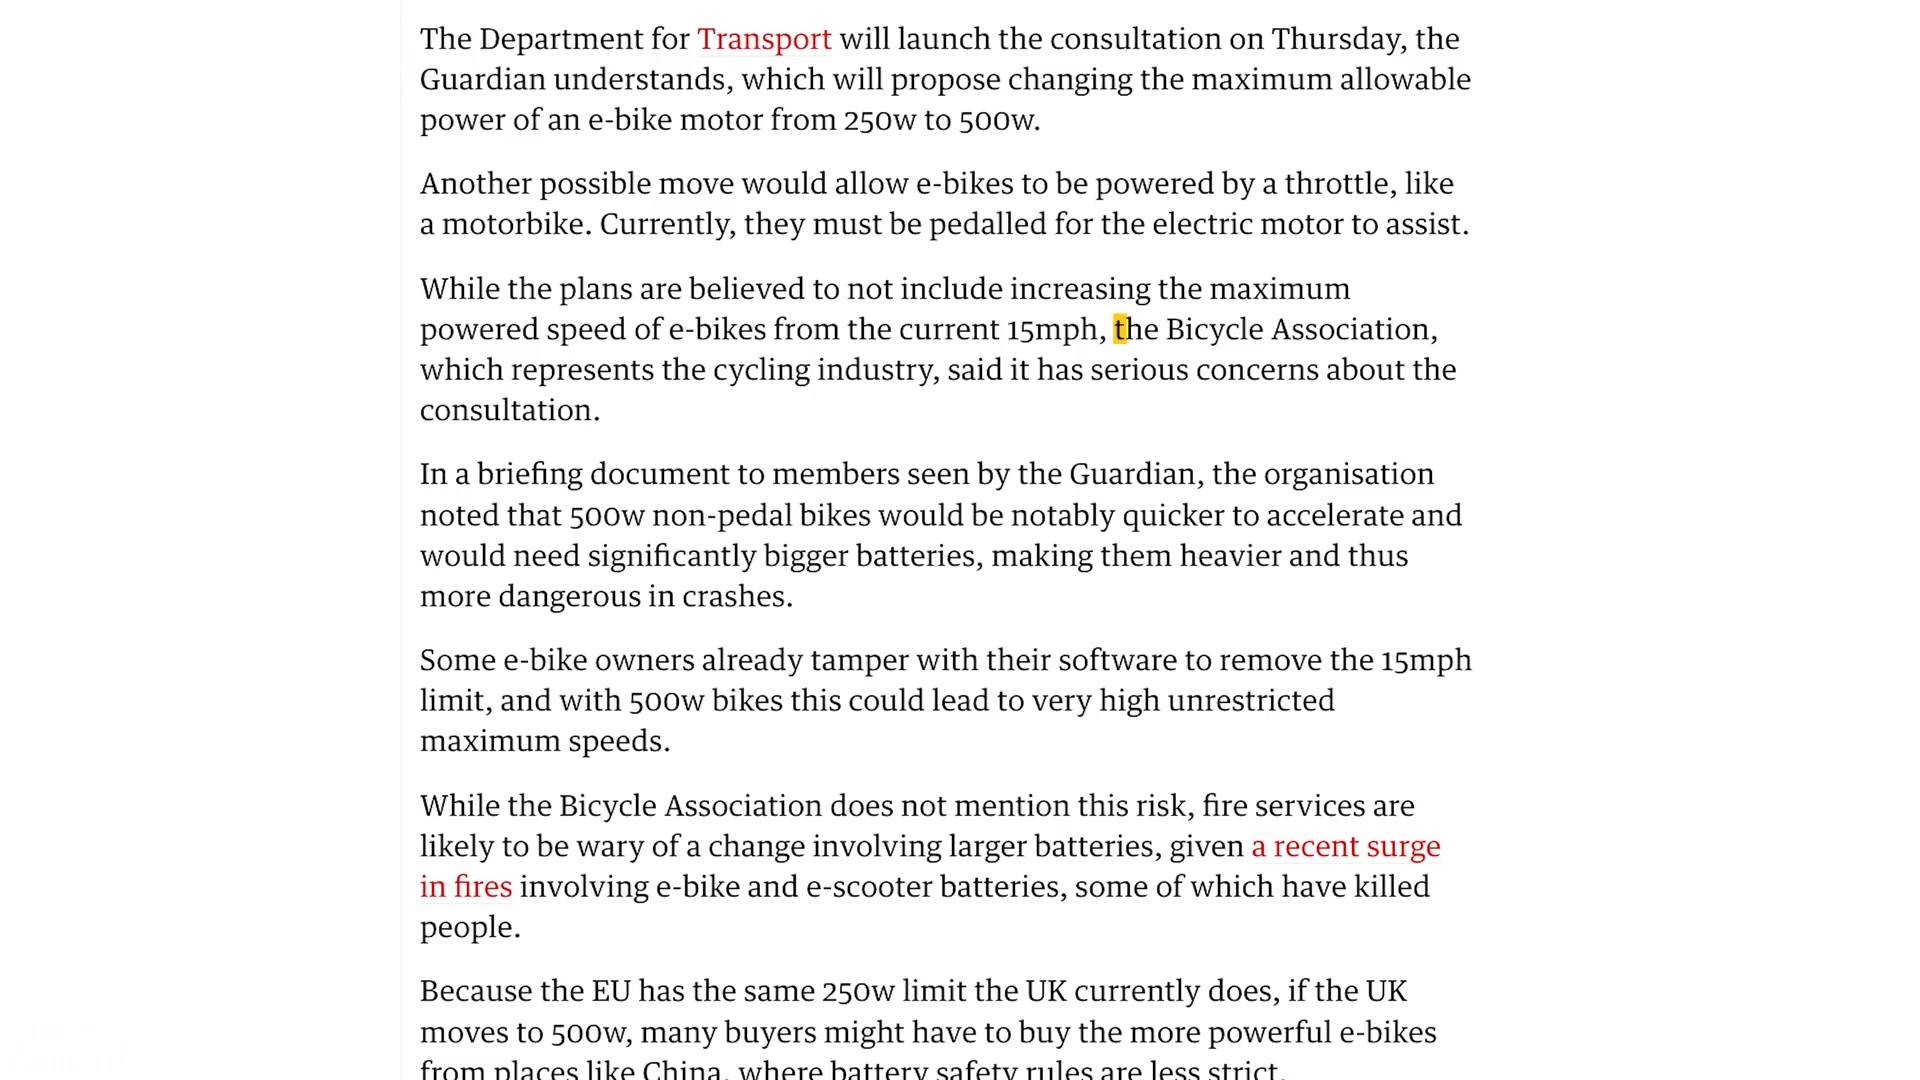 The Department for Transport will launch the consultation on Thursday, the
Guardian understands, which will propose changing the maximum allowable
power of an e-bike motor from 250w to 500w.
Another possible move would allow e-bikes to be powered by a throttle, like
a motorbike. Currently, they must be pedalled for the electric motor to assist.
While the plans are believed to not include increasing the maximum
powered speed of e-bikes from the current 15mph, the Bicycle Association,
which represents the cycling industry, said it has serious concerns about the
consultation.
In a briefing document to members seen by the Guardian, the organisation
noted that 500w non-pedal bikes would be notably quicker to accelerate and
would need significantly bigger batteries, making them heavier and thus
more dangerous in crashes.
Some e-bike owners already tamper with their software to remove the 15mph
limit, and with 500w bikes this could lead to very high unrestricted
maximum speeds.
While the Bicycle Association does not mention this risk, fire services are
likely to be wary of a change involving larger batteries, given a recent surge
in fires involving e-bike and e-scooter batteries, some of which have killed
people.
Because the EU has the same 250w limit the UK currently does, if the UK
moves to 500w, many buyers might have to buy the more powerful e-bikes
from places like China, where battery safety rules are less strict.